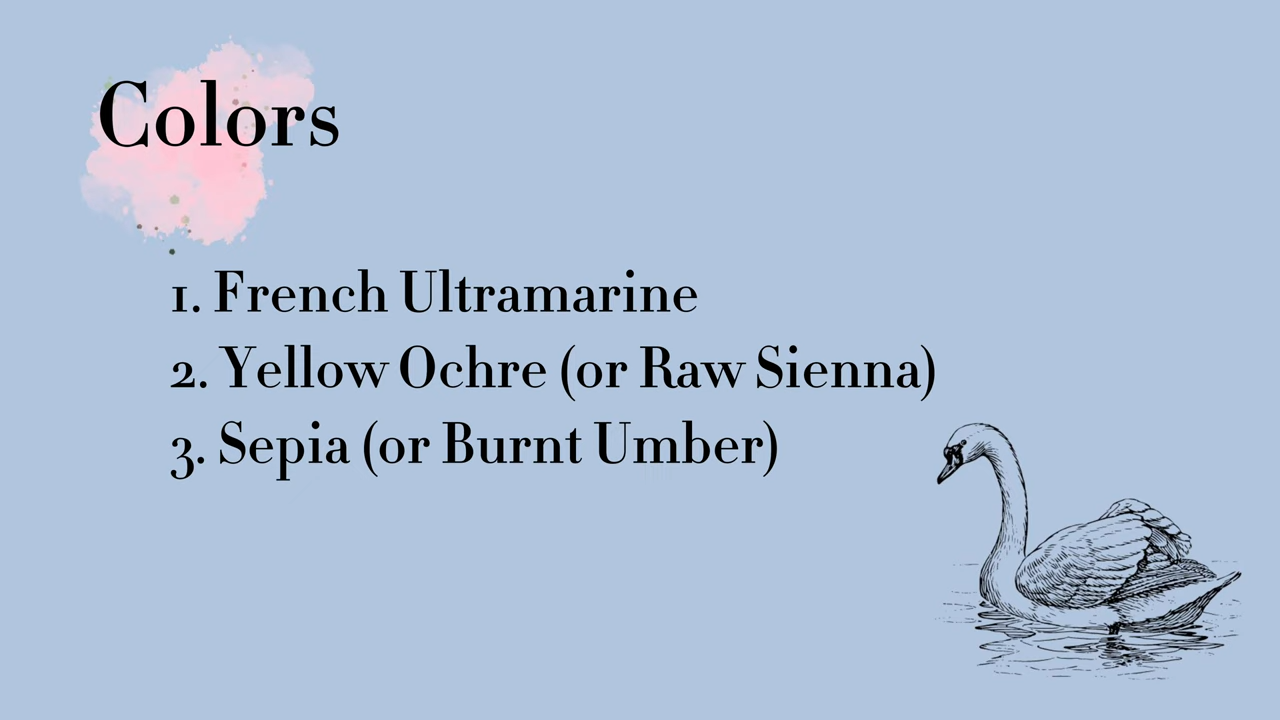 Colors
1. French Ultramarine
2. Yellow Ochre (or Raw Sienna)
3. Sepia (or Burnt Umber)